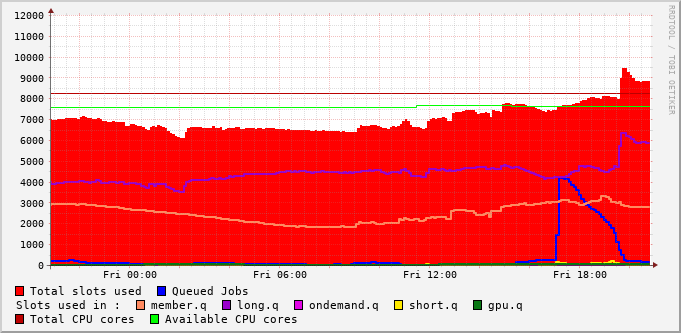 12000
11000
10000
9000
8000
7000
6000
5000
4000
3000
2000
1000
0
Fri 00:00 Fri 06:00 Fri 12:00 Fri 18:00
RRDTOOL / TOBI OETIKER
Total slots used Queued Jobs
Slots used in : member.q long.q ondemand.q short.q gpu.q
Total CPU cores Available CPU cores